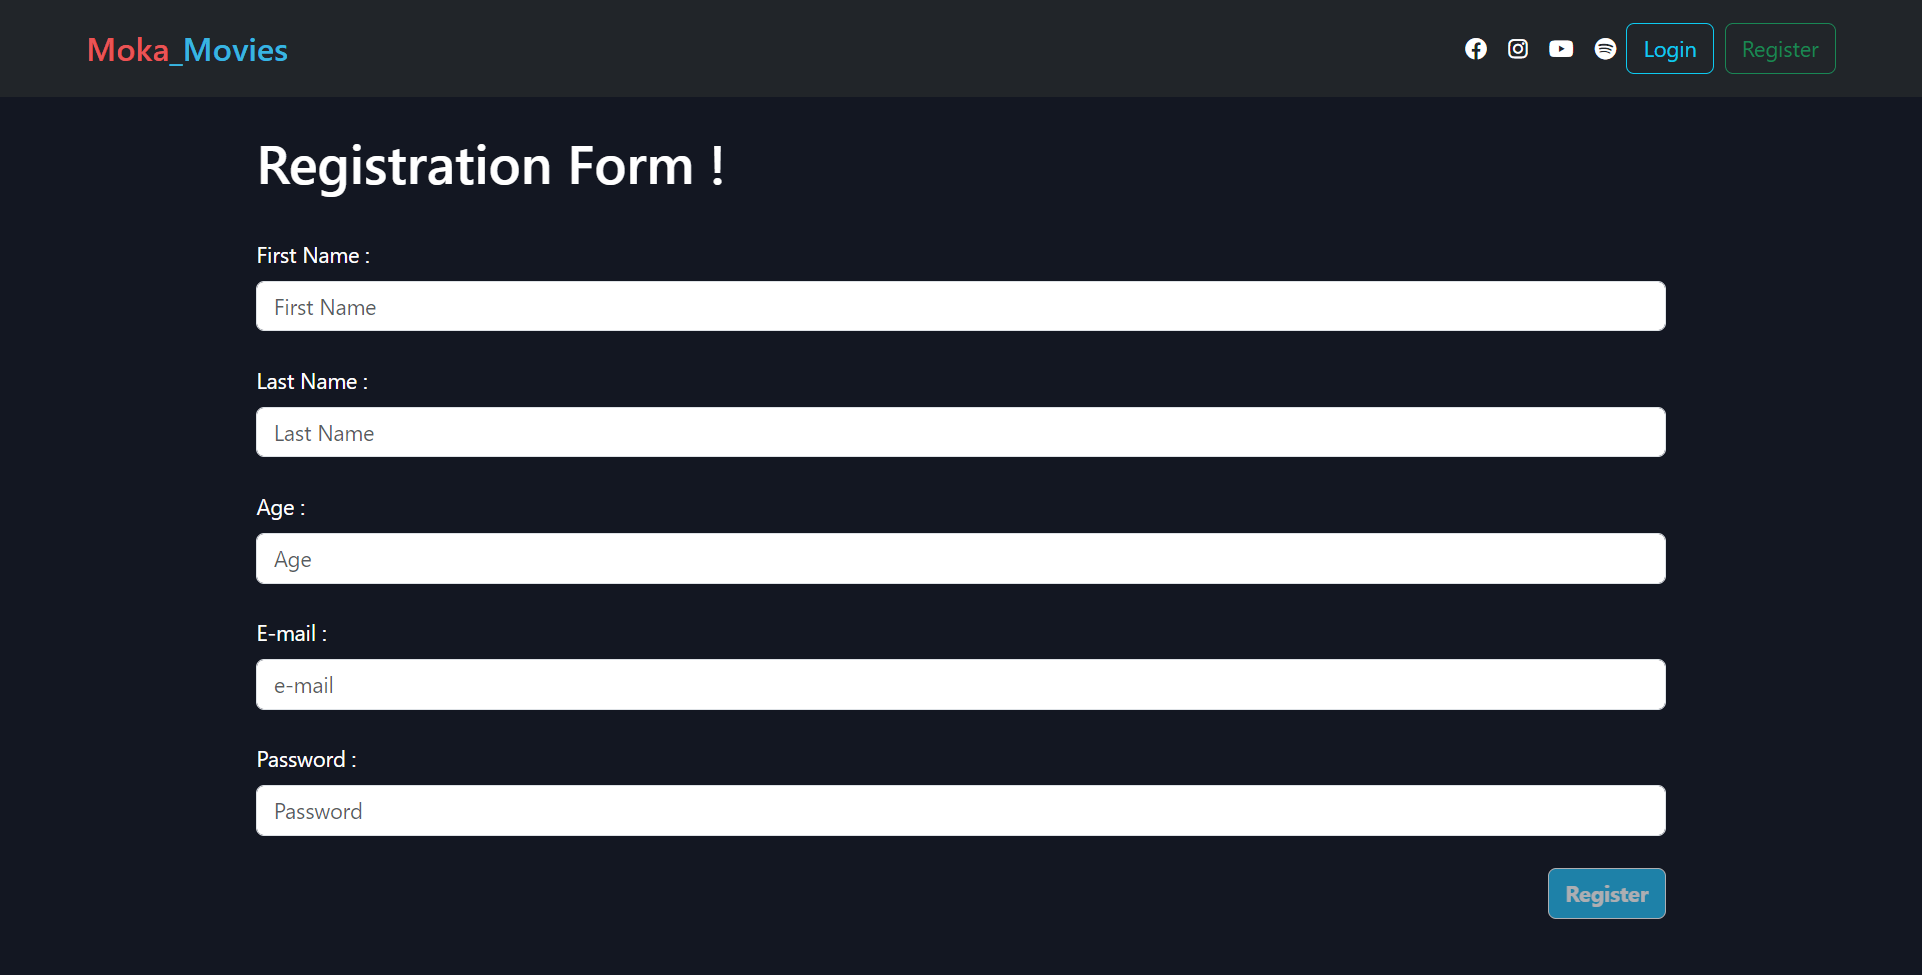 Moka_Movies Login Register
Registration Form !
First Name :
First Name
Last Name :
Last Name
Age :
Age
E-mail :
e-mail
Password :
Password
Register